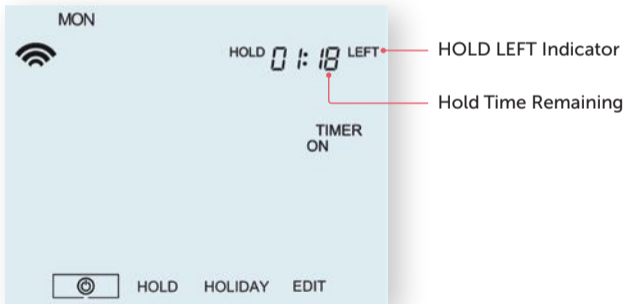 MON
HOLD 01:18 LEFT
HOLD LEFT Indicator
Hold Time Remaining
TIMER
ON
HOLD HOLIDAY EDIT